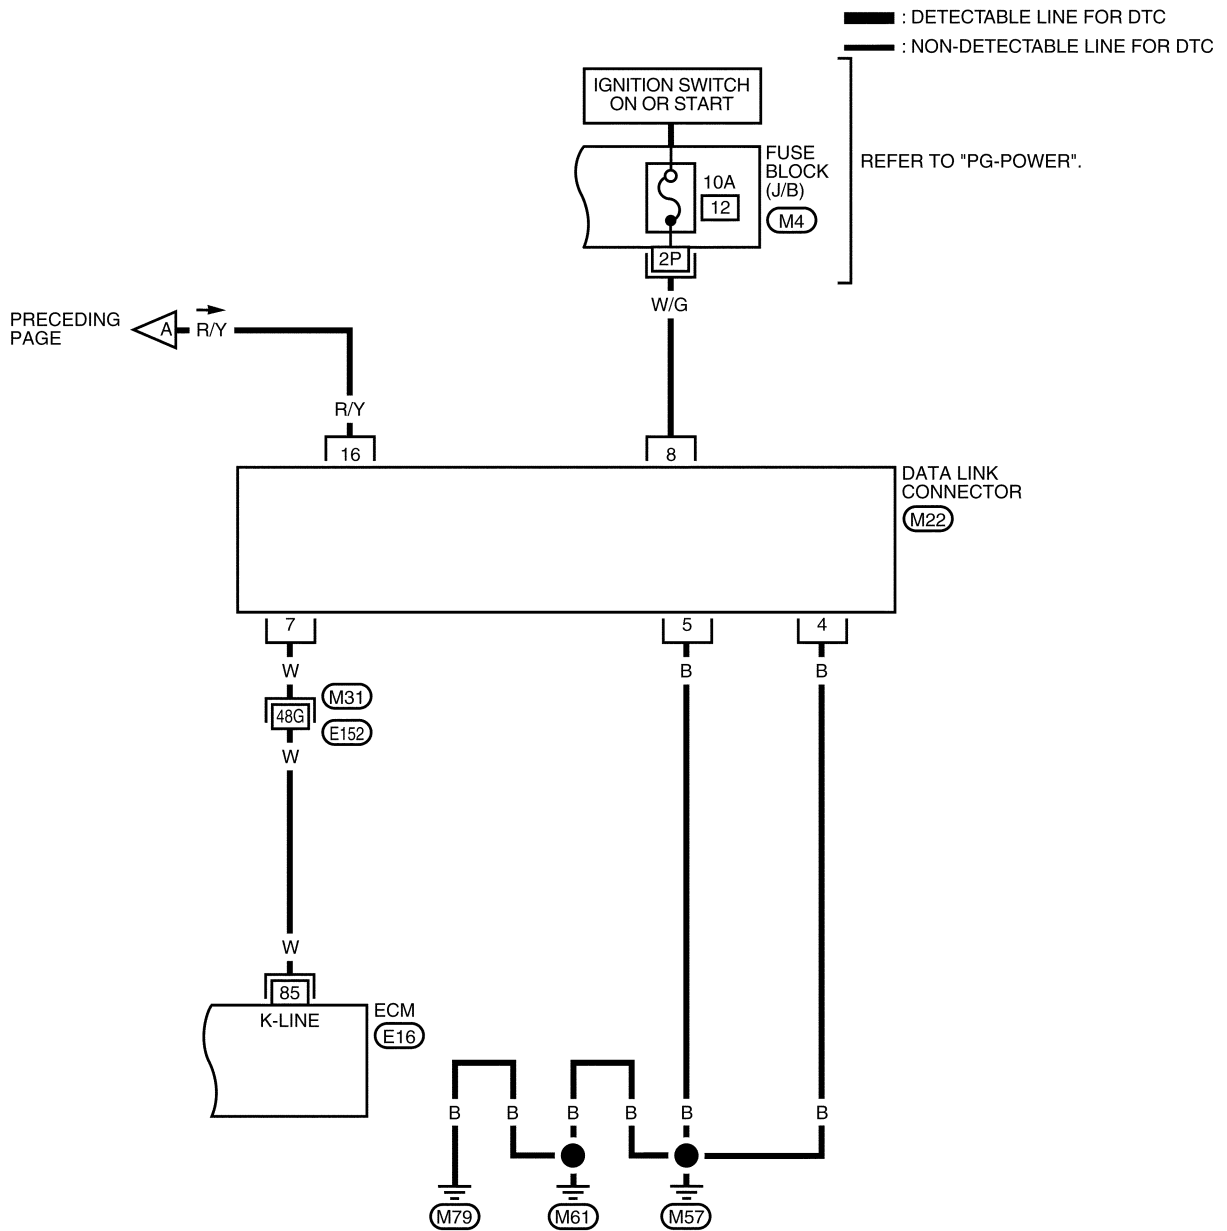 : DETECTABLE LINE FOR DTC
: NON-DETECTABLE LINE FOR DTC
IGNITION SWITCH
ON OR START
FUSE
BLOCK
(J/B)
M4
10A
12
2P
REFER TO "PG-POWER".
W/G
PRECEDING
PAGE
A
R/Y
R/Y
16
8
DATA LINK
CONNECTOR
M22
7
5
4
W
B
B
M31
48G
E152
W
W
85
K-LINE
ECM
E16
B
B
B
B
B
B
M79
M61
M57